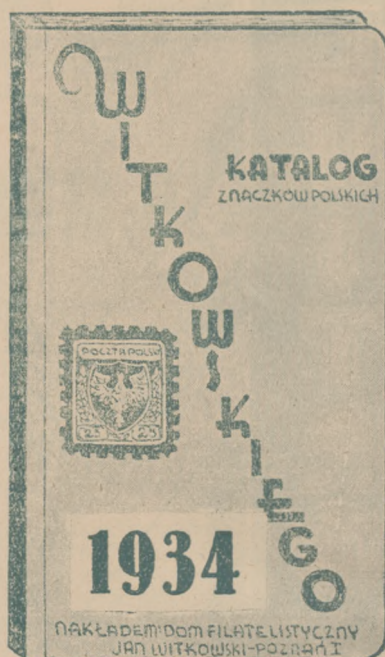 WITKOWSKIEGO
KATALOG
ZNACZKÓW POLSKICH
POCZTA POLSKA
25 25
1934
NAKŁADEM: DOM FILATELISTYCZNY
JAN WITKOWSKI-POZNAŃ I